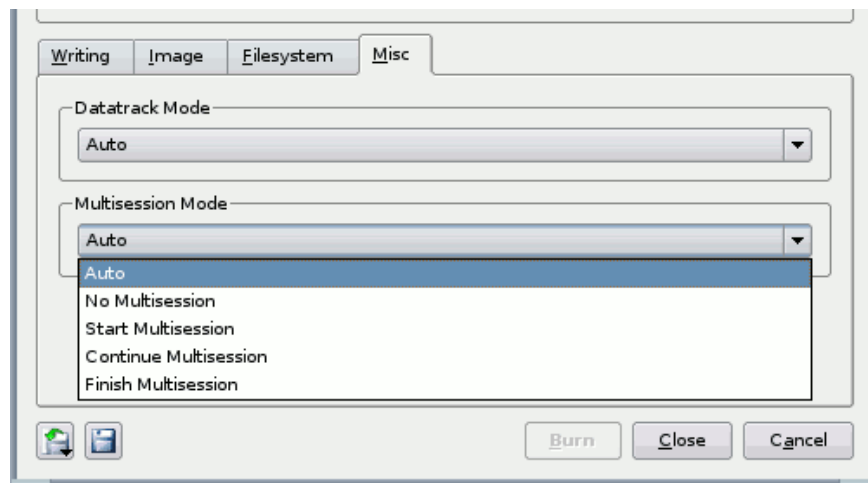 Writing Image Filesystem Misc
Datatrack Mode
Auto
Multisession Mode
Auto
Auto
No Multisession
Start Multisession
Continue Multisession
Finish Multisession
Burn Close Cancel